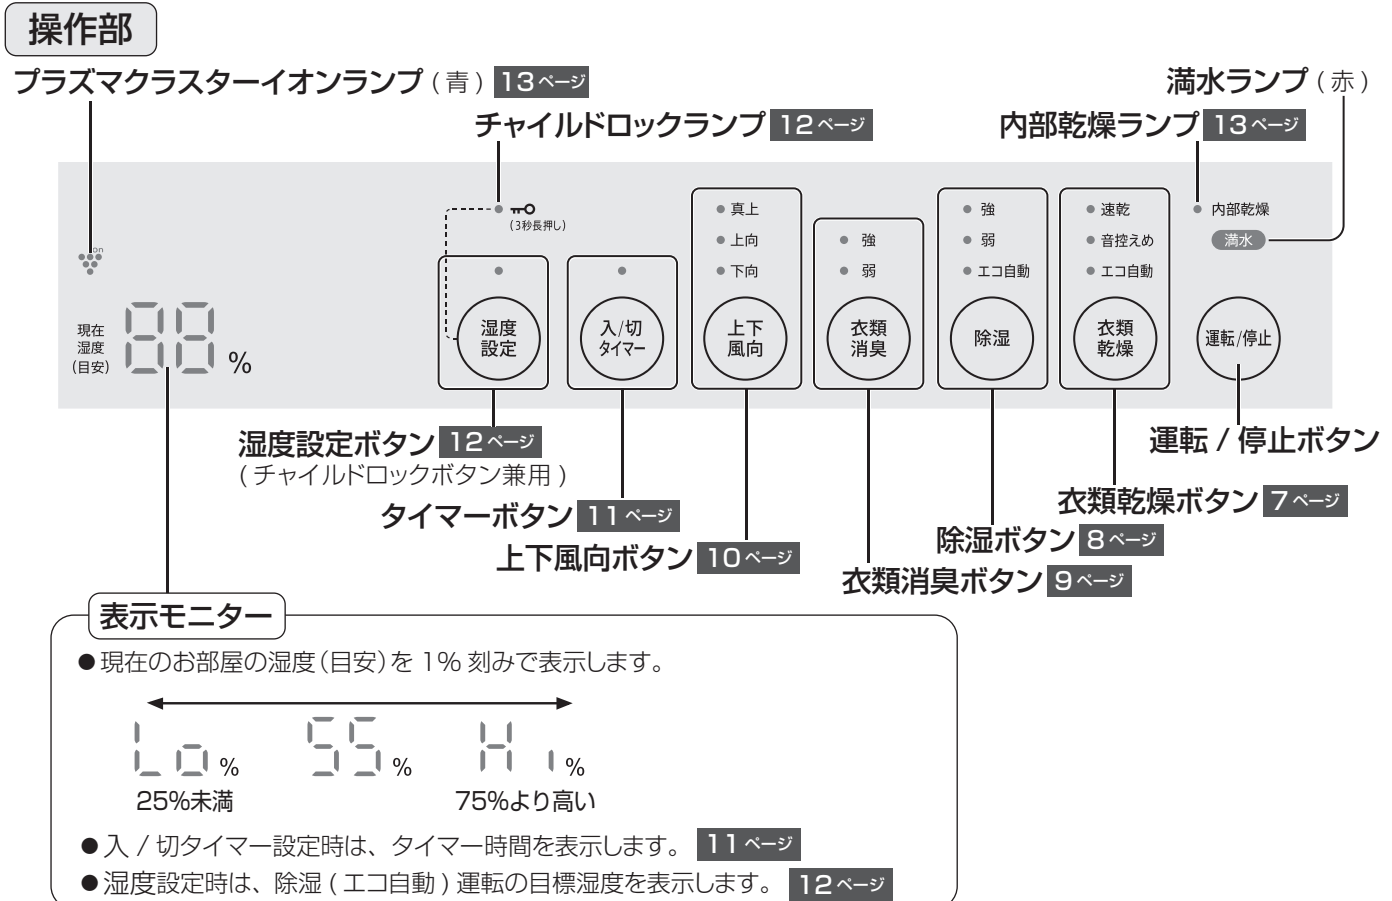 操作部
プラズマクラスターイオンランプ(青) 13ページ
満水ランプ(赤)
チャイルドロックランプ 12ページ
内部乾燥ランプ 13ページ
(3秒長押し)
真上
上向
下向
強
弱
強
弱
エコ自動
速乾
音控えめ
エコ自動
内部乾燥
満水
現在
湿度
(目安)
88%
湿度
設定
入/切
タイマー
上下
風向
衣類
消臭
除湿
衣類
乾燥
運転/停止
湿度設定ボタン 12ページ
(チャイルドロックボタン兼用)
タイマーボタン 11ページ
上下風向ボタン 10ページ
運転/停止ボタン
衣類乾燥ボタン 7ページ
除湿ボタン 8ページ
衣類消臭ボタン 9ページ
表示モニター
●現在のお部屋の湿度(目安)を1%刻みで表示します。
Lo% 55% Hi%
25%未満 75%より高い
●入/切タイマー設定時は、タイマー時間を表示します。 11ページ
●湿度設定時は、除湿(エコ自動)運転の目標湿度を表示します。 12ページ